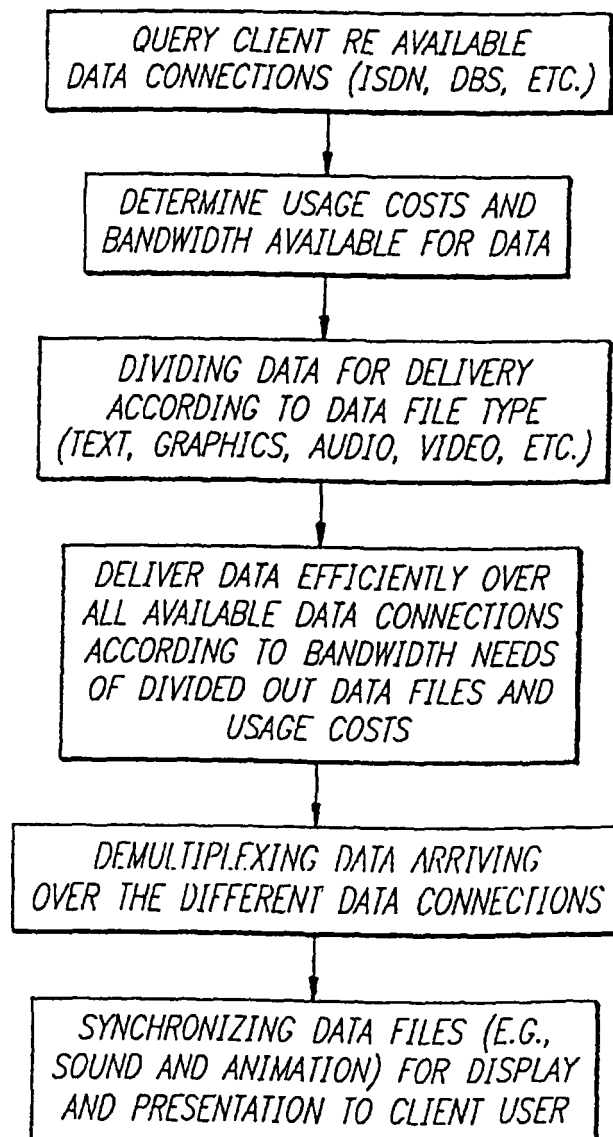 QUERY CLIENT RE AVAILABLE
DATA CONNECTIONS (ISDN, DBS, ETC.)
DETERMINE USAGE COSTS AND
BANDWIDTH AVAILABLE FOR DATA
DIVIDING DATA FOR DELIVERY
ACCORDING TO DATA FILE TYPE
(TEXT, GRAPHICS, AUDIO, VIDEO, ETC.)
DELIVER DATA EFFICIENTLY OVER
ALL AVAILABLE DATA CONNECTIONS
ACCORDING TO BANDWIDTH NEEDS
OF DIVIDED OUT DATA FILES AND
USAGE COSTS
DEMULTIPLEXING DATA ARRIVING
OVER THE DIFFERENT DATA CONNECTIONS
SYNCHRONIZING DATA FILES (E.G.,
SOUND AND ANIMATION) FOR DISPLAY
AND PRESENTATION TO CLIENT USER